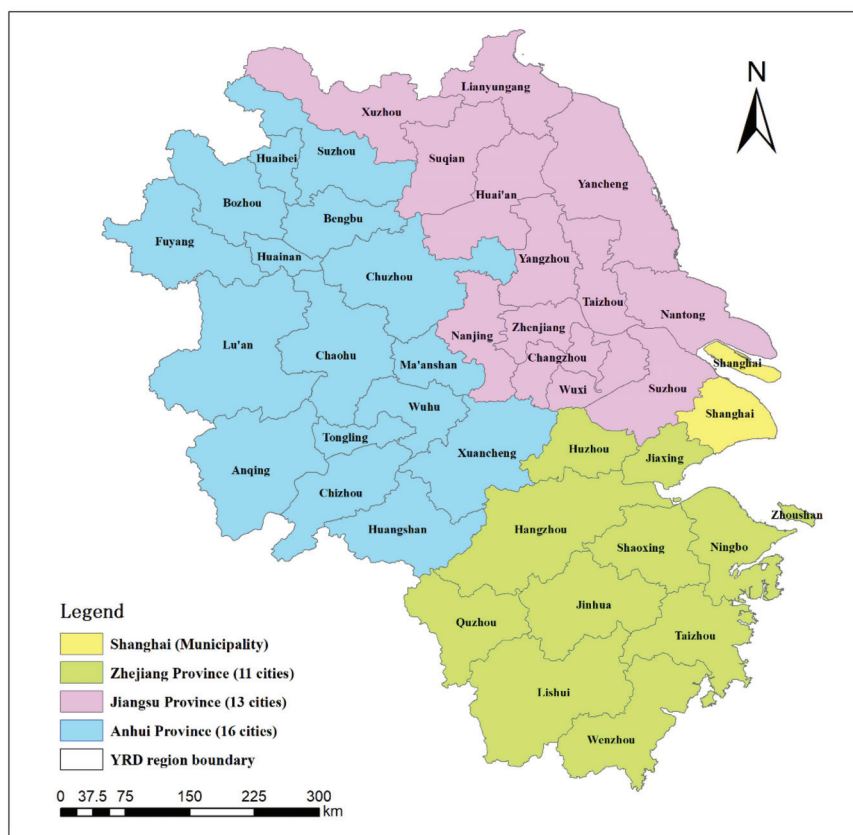 N
Lianyungang
Xuzhou
Suzhou
Huaibei
Suqian
Yancheng
Huai'an
Bozhou
Bengbu
Fuyang
Huainan
Yangzhou
Chuzhou
Taizhou
Nantong
Zhenjiang
Nanjing
Lu'an
Chaohu
Changzhou
Ma'anshan
Shanghai
Wuxi
Suzhou
Wuhu
Shanghai
Tongling
Huzhou
Xuancheng
Jiaxing
Anqing
Chizhou
Zhoushan
Huangshan
Hangzhou
Shaoxing
Ningbo
Jinhua
Quzhou
Taizhou
Lishui
Wenzhou
Legend
Shanghai (Municipality)
Zhejiang Province (11 cities)
Jiangsu Province (13 cities)
Anhui Province (16 cities)
YRD region boundary
0 37.5 75 150 225 300
km